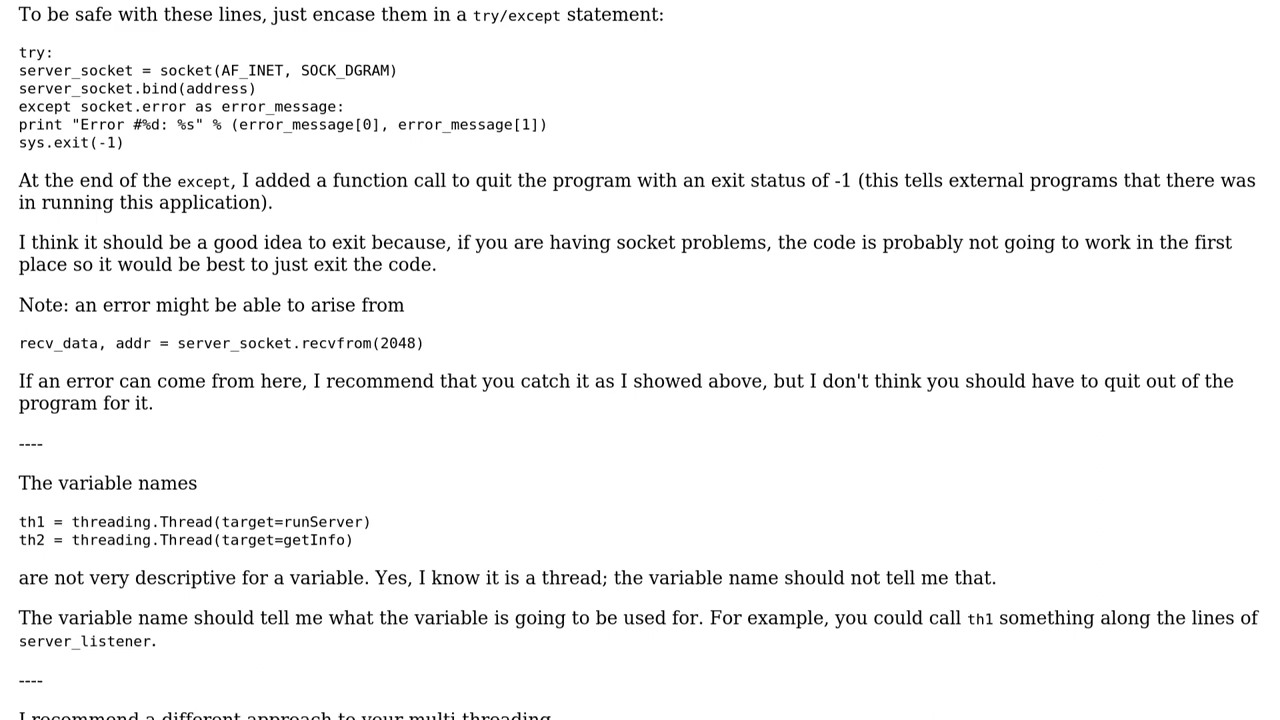 To be safe with these lines, just encase them in a try/except statement:
try:
server_socket = socket(AF_INET, SOCK_DGRAM)
server_socket.bind(address)
except socket.error as error_message:
print "Error #%d: %s" % (error_message[0], error_message[1])
sys.exit(-1)
At the end of the except, I added a function call to quit the program with an exit status of -1 (this tells external programs that there was
in running this application).
I think it should be a good idea to exit because, if you are having socket problems, the code is probably not going to work in the first
place so it would be best to just exit the code.
Note: an error might be able to arise from
recv_data, addr = server_socket.recvfrom(2048)
If an error can come from here, I recommend that you catch it as I showed above, but I don't think you should have to quit out of the
program for it.
----
The variable names
th1 = threading.Thread(target=runServer)
th2 = threading.Thread(target=getInfo)
are not very descriptive for a variable. Yes, I know it is a thread; the variable name should not tell me that.
The variable name should tell me what the variable is going to be used for. For example, you could call th1 something along the lines of
server_listener.
----
I recommend a different approach to your multi-threading.